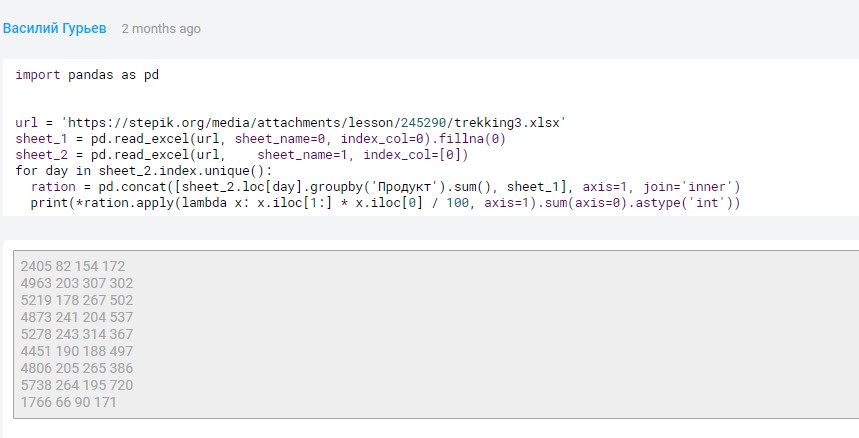 Василий Гурьев 2 months ago
import pandas as pd
url = 'https://stepik.org/media/attachments/lesson/245290/trekking3.xlsx'
sheet_1 = pd.read_excel(url, sheet_name=0, index_col=0).fillna(0)
sheet_2 = pd.read_excel(url,    sheet_name=1, index_col=[0])
for day in sheet_2.index.unique():
  ration = pd.concat([sheet_2.loc[day].groupby('Продукт').sum(), sheet_1], axis=1, join='inner')
  print(*ration.apply(lambda x: x.iloc[1:] * x.iloc[0] / 100, axis=1).sum(axis=0).astype('int'))
2405 82 154 172
4963 203 307 302
5219 178 267 502
4873 241 204 537
5278 243 314 367
4451 190 188 497
4806 205 265 386
5738 264 195 720
1766 66 90 171